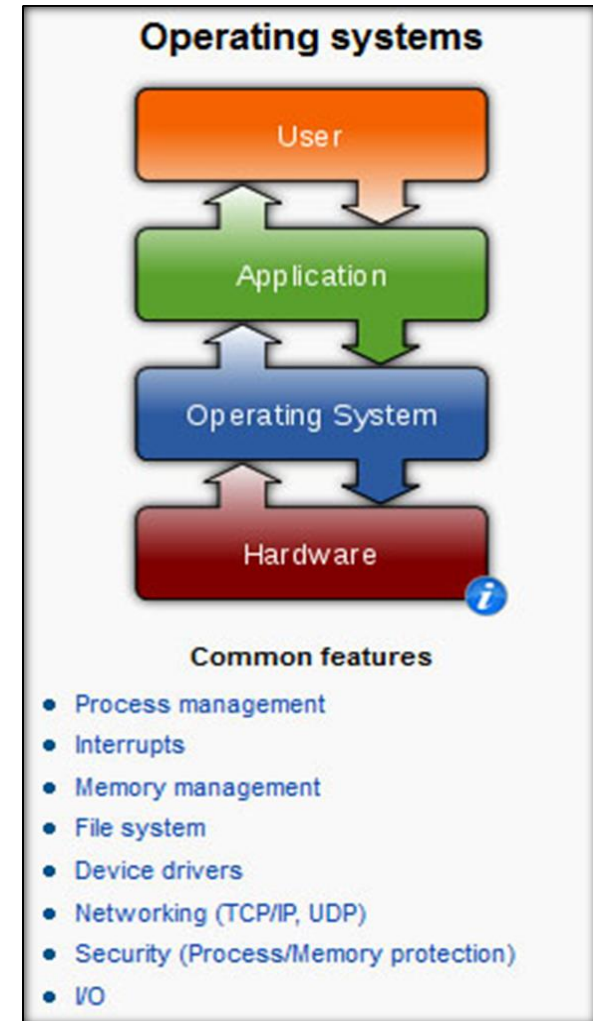 Operating systems
User
Application
Operating System
Hardware
i
Common features
• Process management
• Interrupts
• Memory management
• File system
• Device drivers
• Networking (TCP/IP, UDP)
• Security (Process/Memory protection)
• I/O